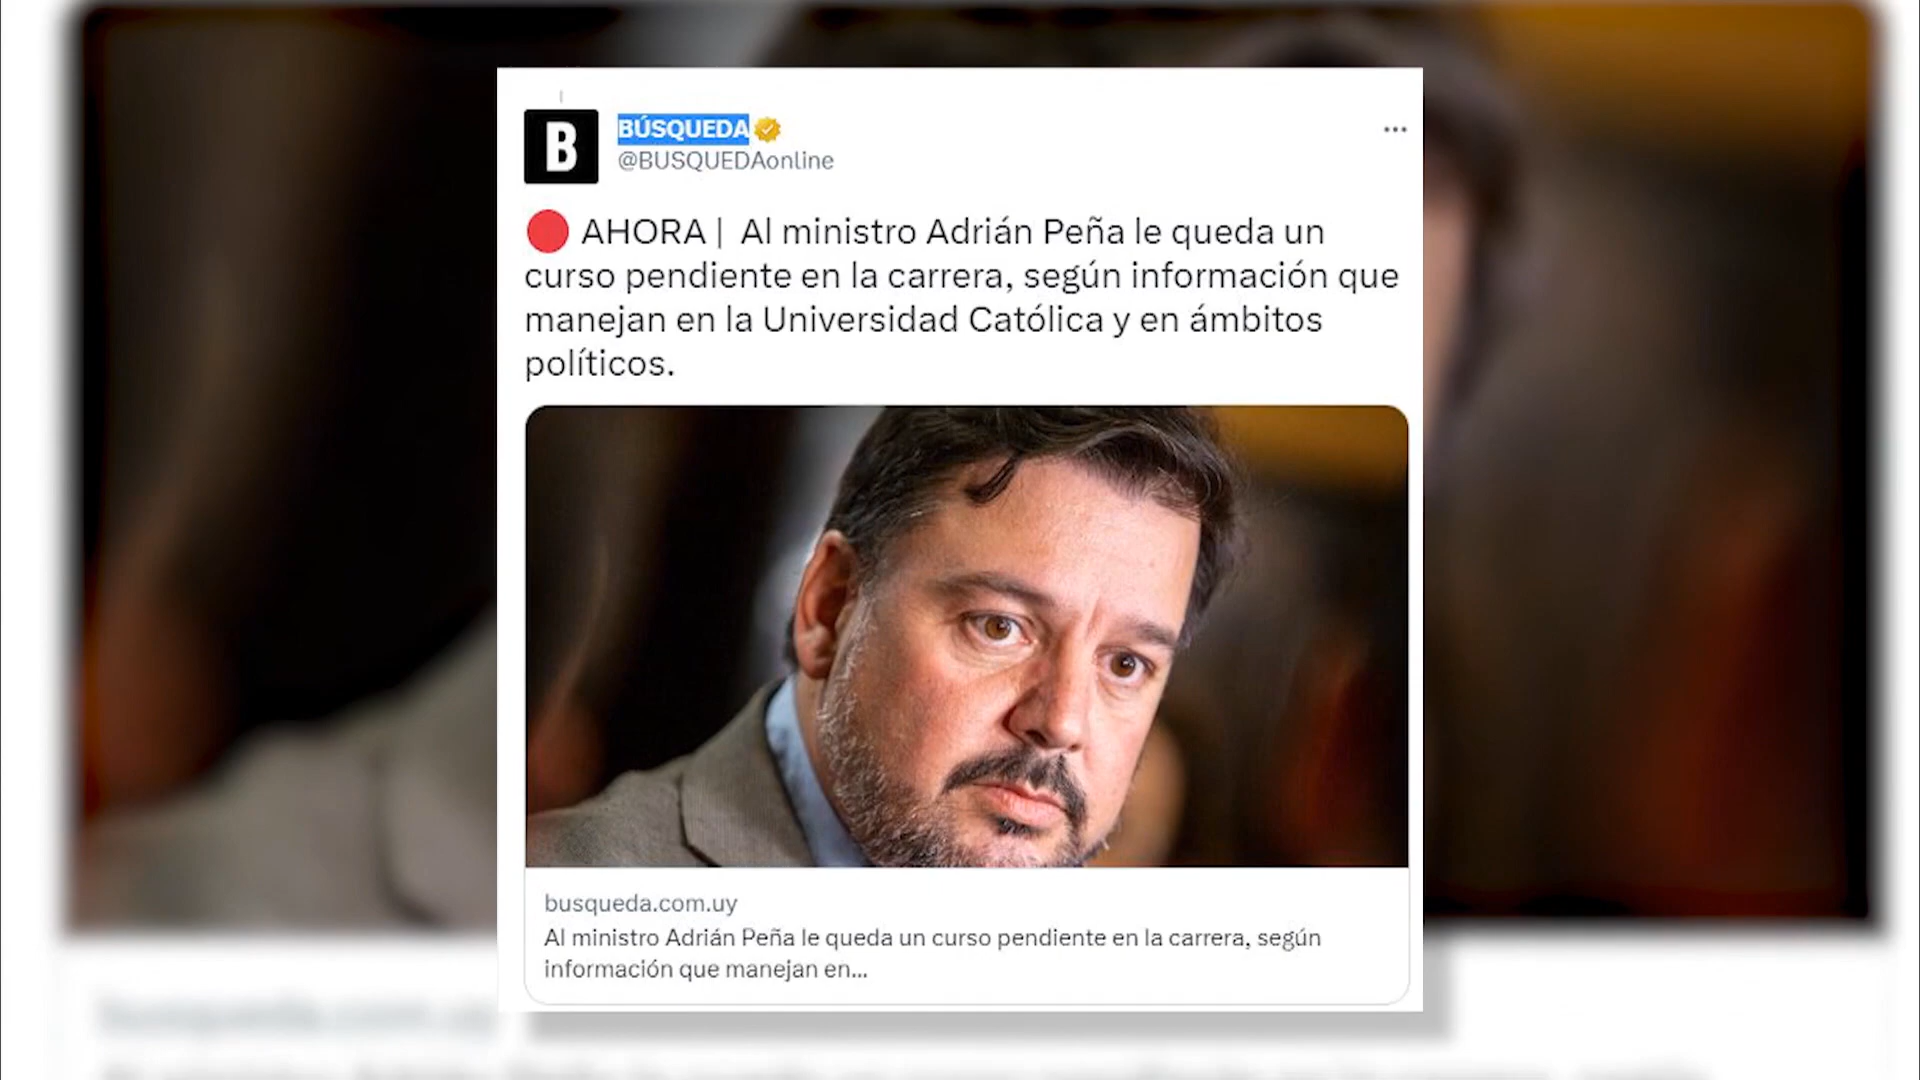 B
BÚSQUEDA
@BUSQUEDAonline
AHORA | Al ministro Adrián Peña le queda un
curso pendiente en la carrera, según información que
manejan en la Universidad Católica y en ámbitos
políticos.
busqueda.com.uy
Al ministro Adrián Peña le queda un curso pendiente en la carrera, según
información que manejan en...